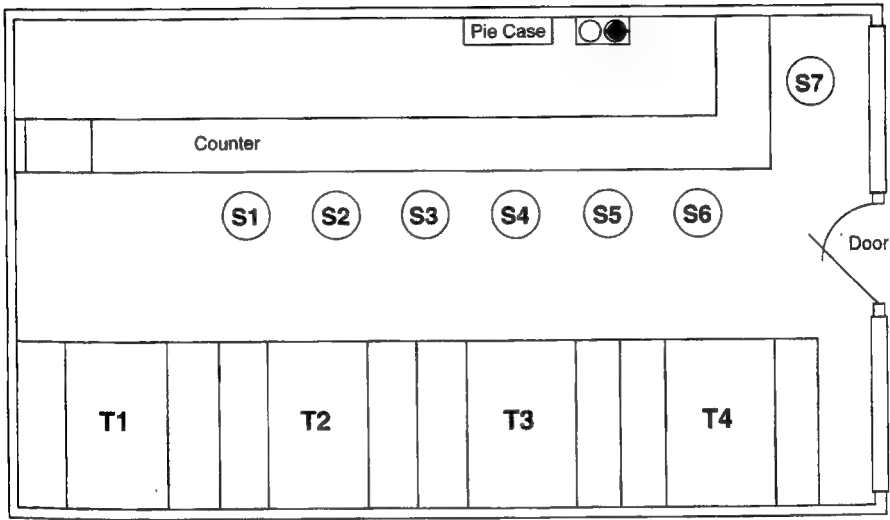 Pie Case
S7
Counter
S1 S2 S3 S4 S5 S6
Door
T1 T2 T3 T4